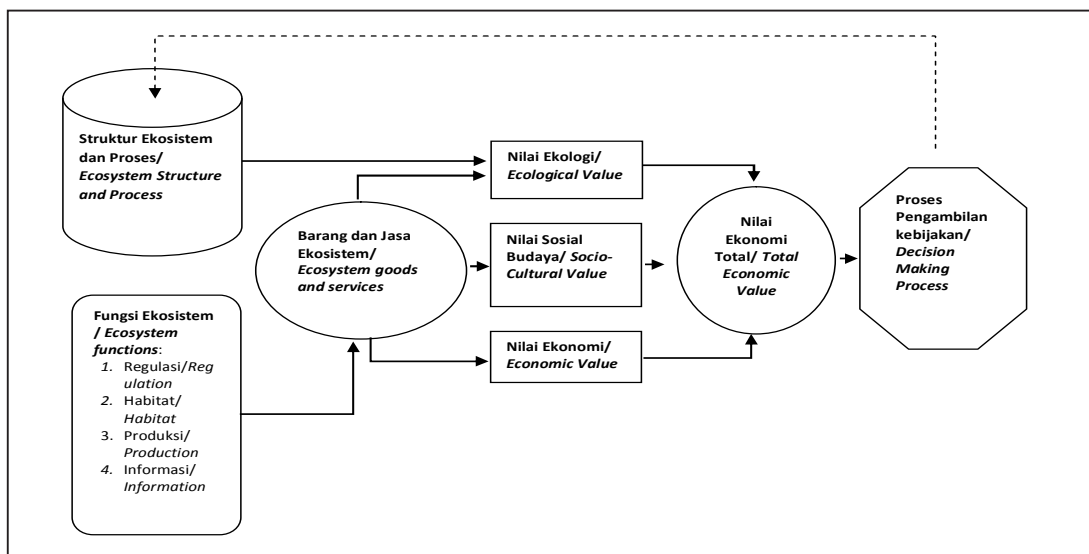 Struktur Ekosistem
dan Proses/
Ecosystem Structure
and Process
Fungsi Ekosistem
/ Ecosystem
functions:
1. Regulasi/Reg
ulation
2. Habitat/
Habitat
3. Produksi/
Production
4. Informasi/
Information
Barang dan Jasa
Ekosistem/
Ecosystem goods
and services
Nilai Ekologi/
Ecological Value
Nilai Sosial
Budaya/ Socio-
Cultural Value
Nilai Ekonomi/
Economic Value
Nilai
Ekonomi
Total/ Total
Economic
Value
Proses
Pengambilan
kebijakan/
Decision
Making
Process